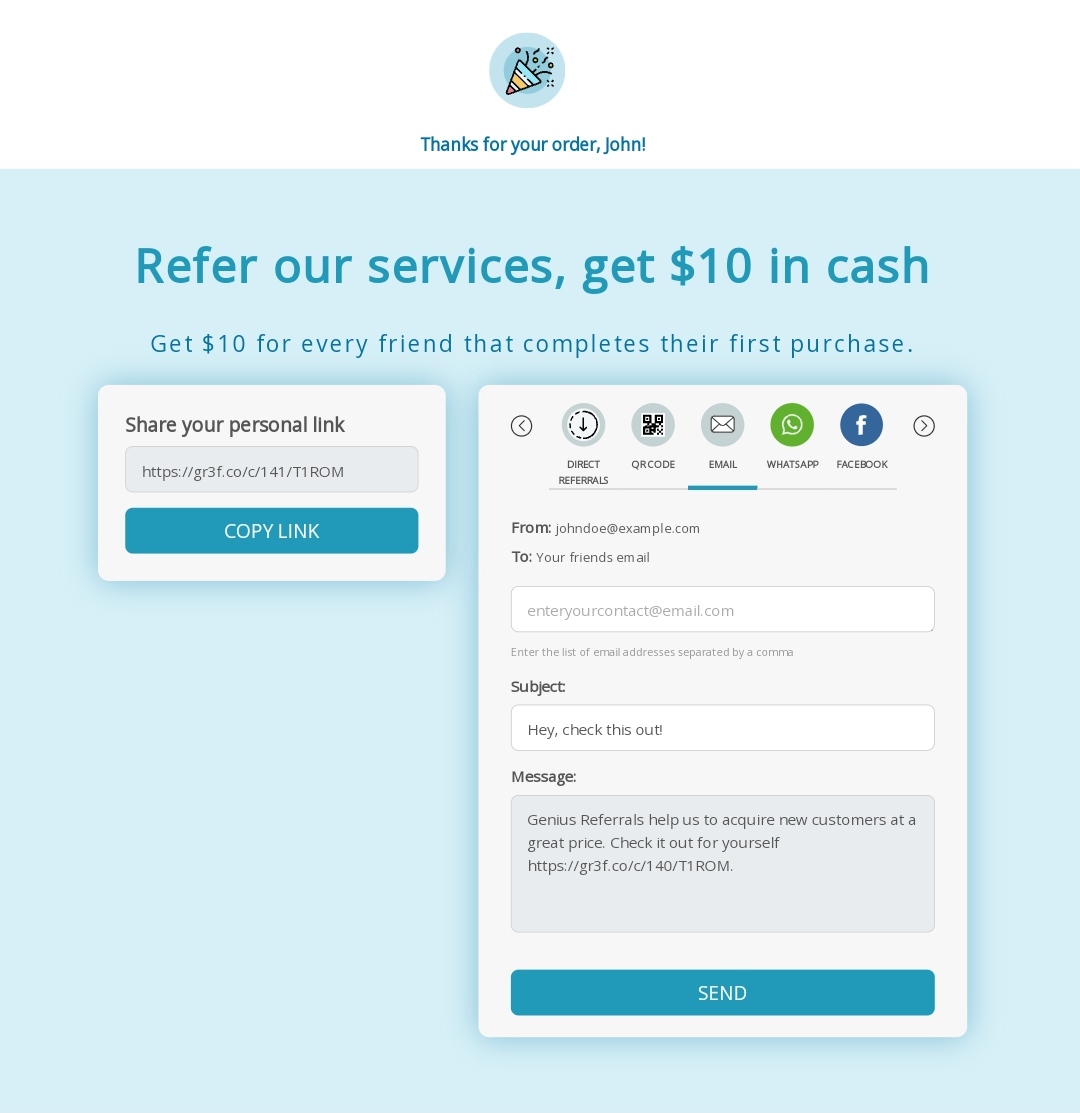 Thanks for your order, John!
Refer our services, get $10 in cash
Get $10 for every friend that completes their first purchase.
Share your personal link
https://gr3f.co/c/141/T1ROM
COPY LINK
DIRECT
REFERRALS
QR CODE
EMAIL
WHATSAPP
FACEBOOK
From: johndoe@example.com
To: Your friends email
enteryourcontact@email.com
Enter the list of email addresses separated by a comma
Subject:
Hey, check this out!
Message:
Genius Referrals help us to acquire new customers at a
great price. Check it out for yourself
https://gr3f.co/c/140/T1ROM.
SEND